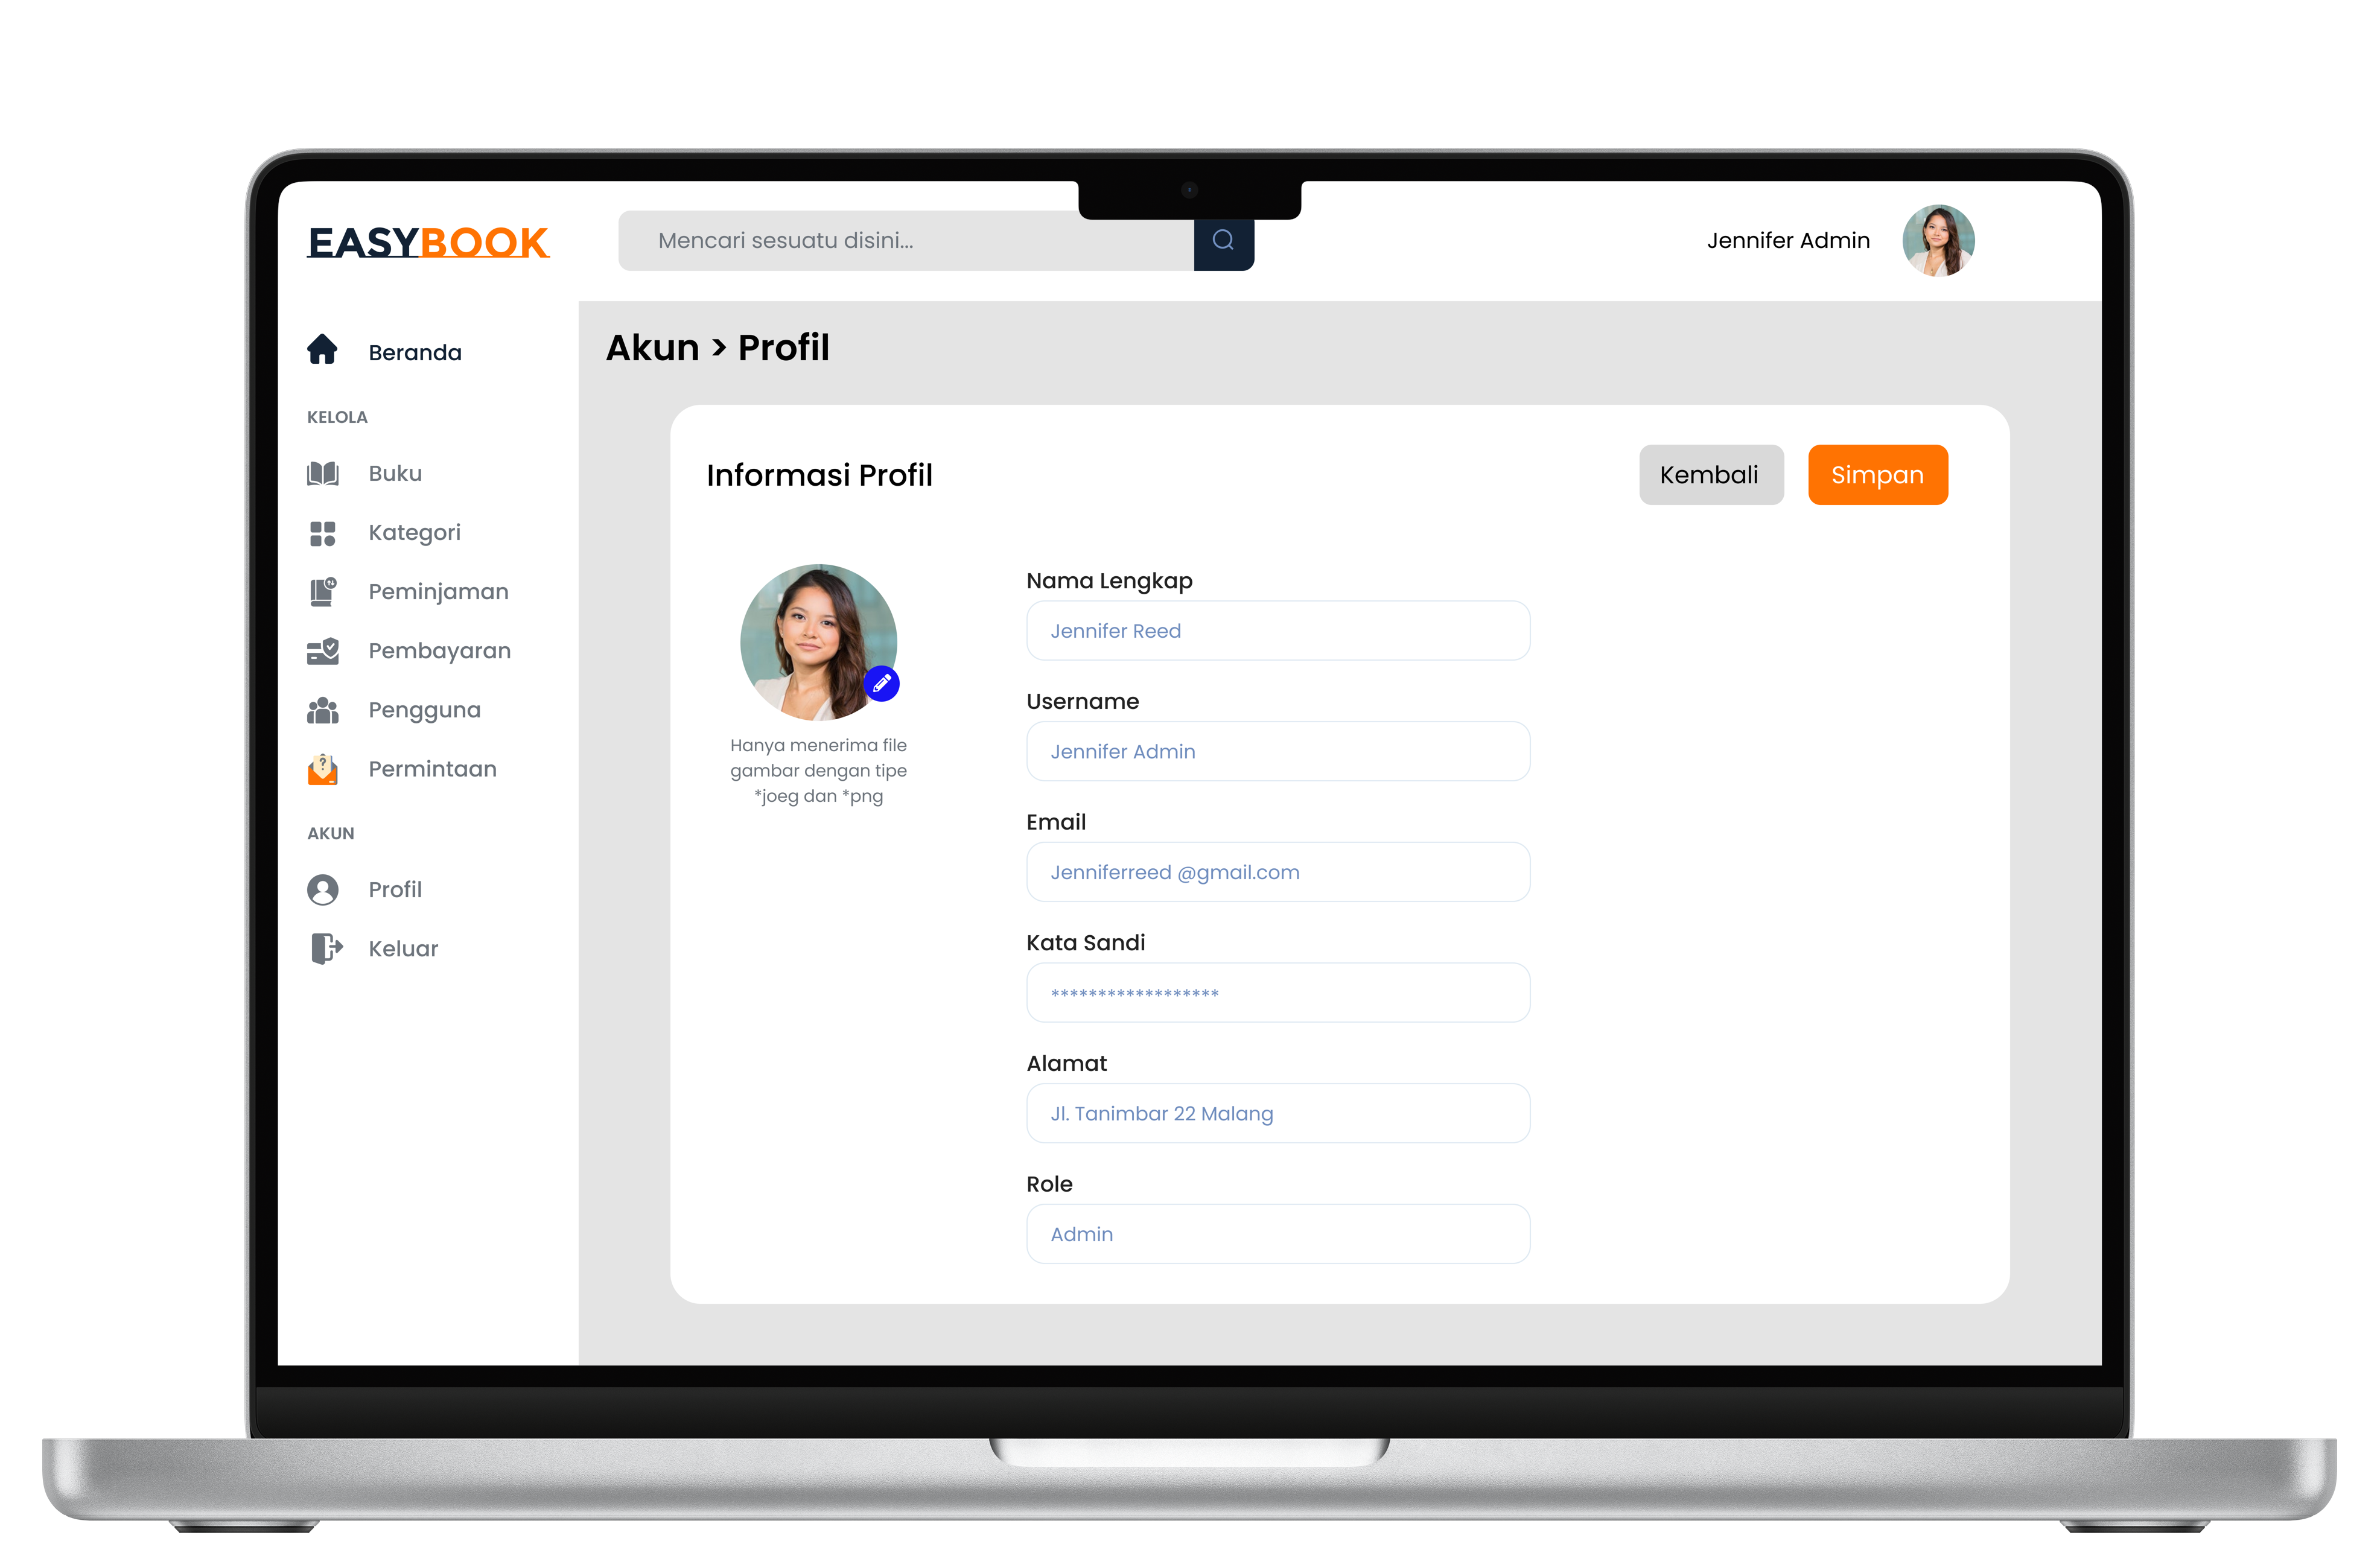 EASYBOOK
Mencari sesuatu disini...
Jennifer Admin
Beranda
KELOLA
Buku
Kategori
Peminjaman
Pembayaran
Pengguna
?
Permintaan
AKUN
Profil
Keluar
Akun > Profil
Informasi Profil
Kembali
Simpan
Hanya menerima file
gambar dengan tipe
*joeg dan *png
Nama Lengkap
Jennifer Reed
Username
Jennifer Admin
Email
Jenniferreed @gmail.com
Kata Sandi
******************
Alamat
Jl. Tanimbar 22 Malang
Role
Admin